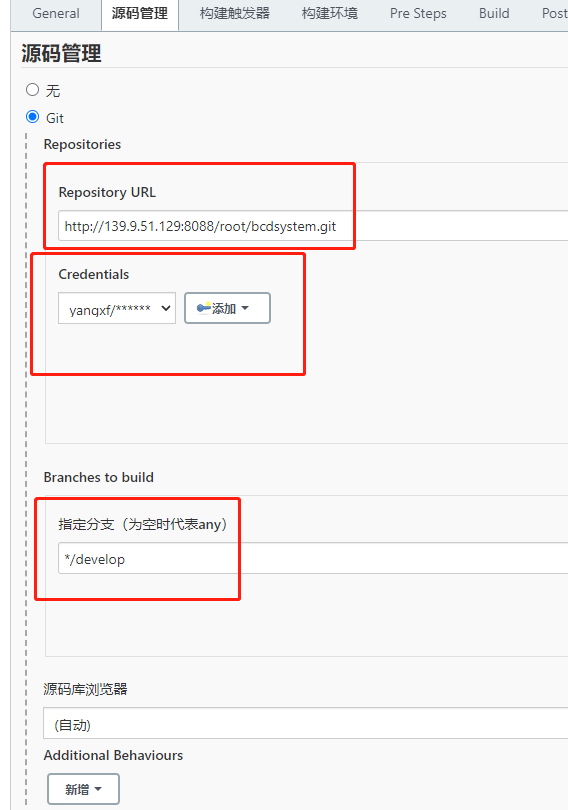 General 源码管理 构建触发器 构建环境 Pre Steps Build Post
源码管理
无
Git
Repositories
Repository URL
http://139.9.51.129:8088/root/bcdsystem.git
Credentials
yanqxf/****** 添加
Branches to build
指定分支（为空时代表any）
*/develop
源码库浏览器
(自动)
Additional Behaviours
新增